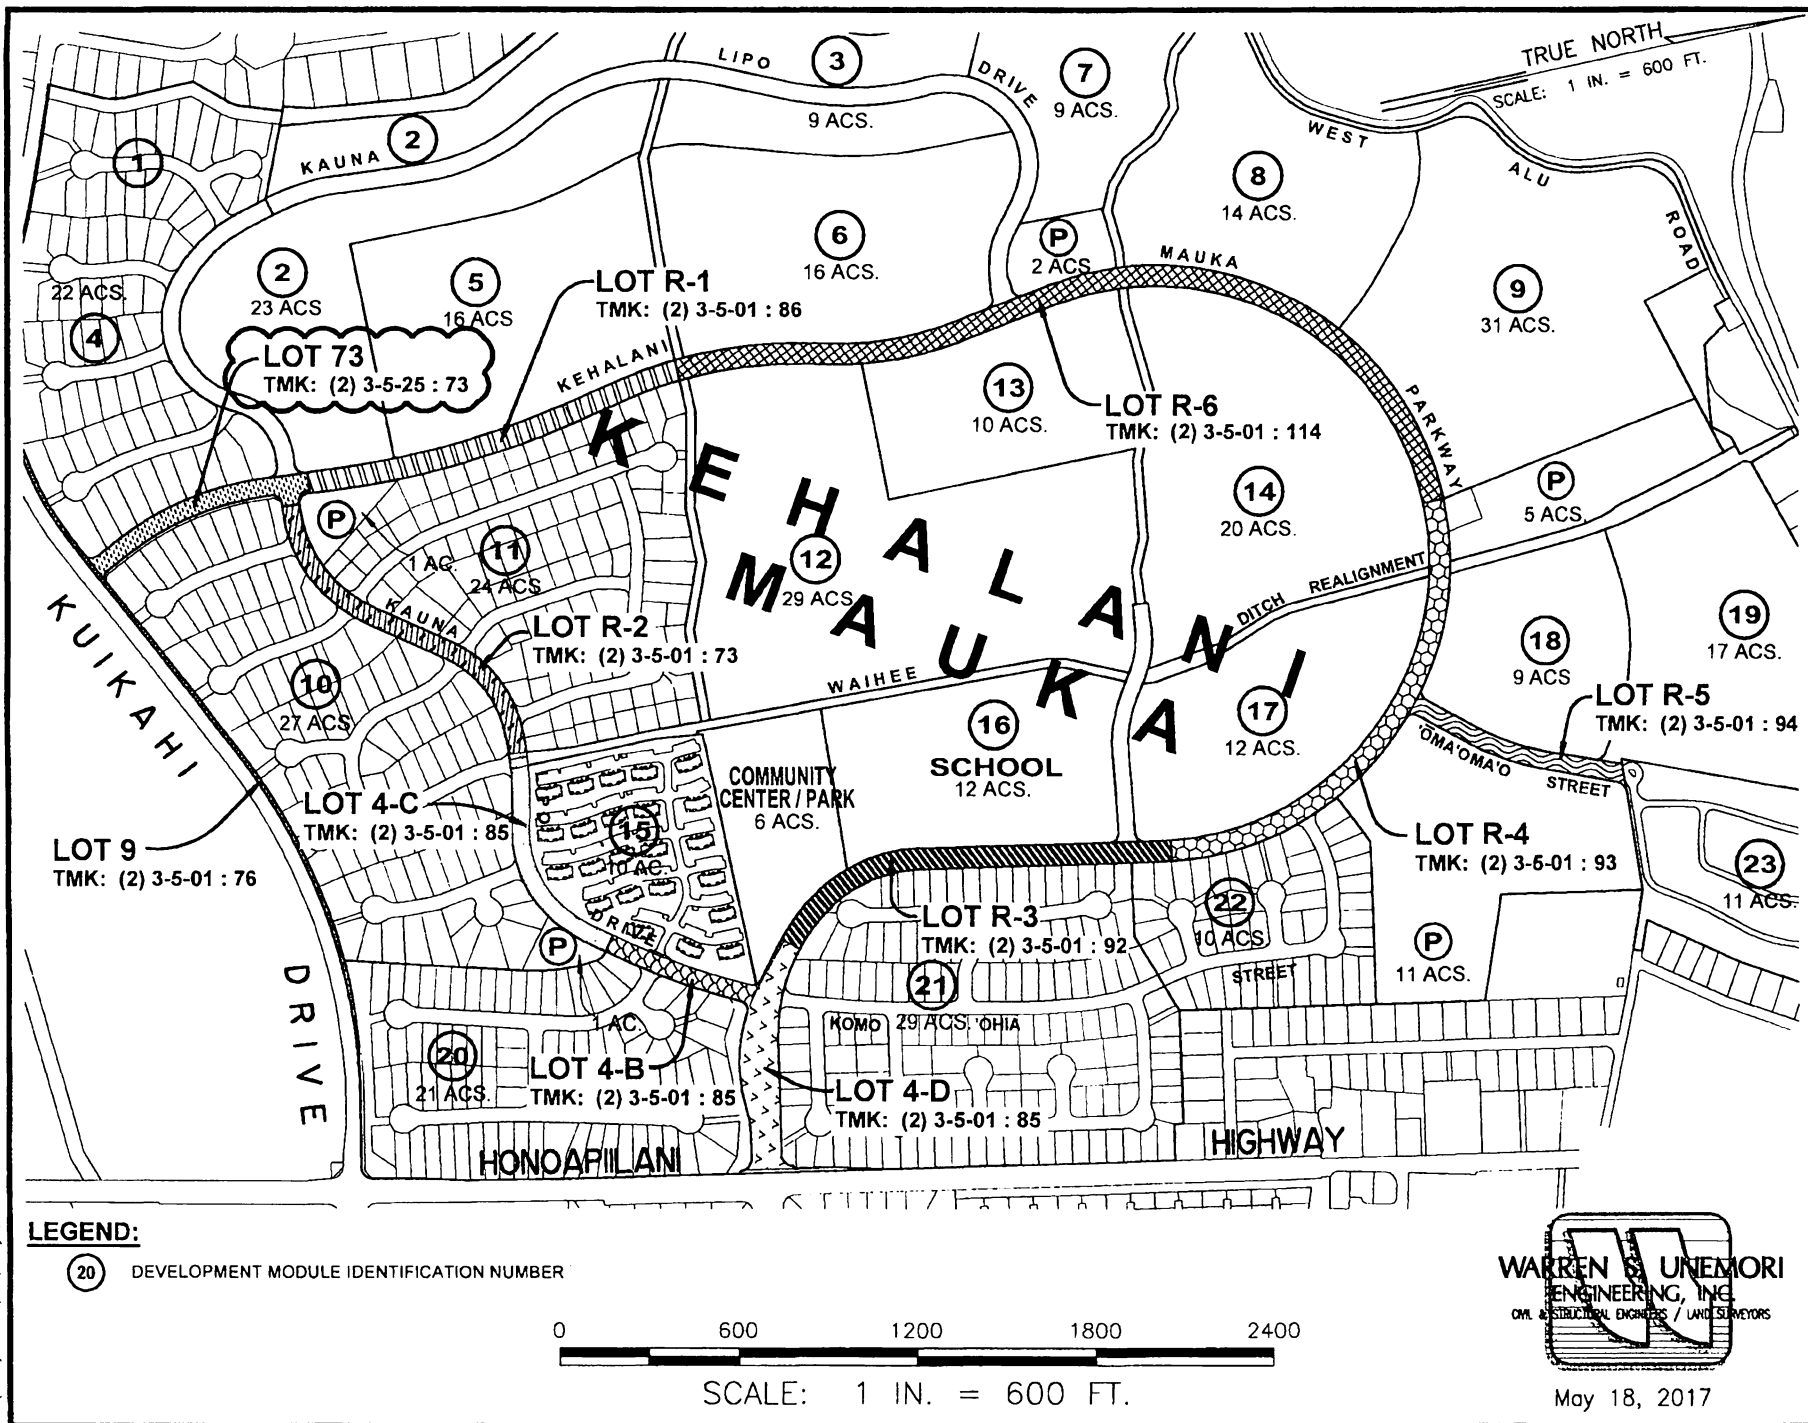 TRUE NORTH
SCALE: 1 IN. = 600 FT.
LIPO
3
9 ACS.
DRIVE
7
9 ACS.
WEST
ALU
ROAD
1
KAUNA
2
8
14 ACS.
6
16 ACS.
P
2 ACS
MAUKA
22 ACS.
4
2
23 ACS
5
16 ACS
LOT R-1
TMK: (2) 3-5-01 : 86
9
31 ACS.
LOT 73
TMK: (2) 3-5-25 : 73
KEHALANI
13
10 ACS.
LOT R-6
TMK: (2) 3-5-01 : 114
PARKWAY
KEHALANI
MAUKA
14
20 ACS.
P
5 ACS.
P
1 AC.
11
24 ACS
12
29 ACS
DITCH
REALIGNMENT
KUIKAHI
KAUNA
LOT R-2
TMK: (2) 3-5-01 : 73
WAIHEE
10
27 ACS
18
9 ACS
19
17 ACS.
LOT R-5
TMK: (2) 3-5-01 : 94
16
SCHOOL
12 ACS.
17
12 ACS.
'OMA'OMA'O
STREET
COMMUNITY
CENTER / PARK
6 ACS.
LOT 4-C
TMK: (2) 3-5-01 : 85
15
10 AC.
LOT 9
TMK: (2) 3-5-01 : 76
LOT R-4
TMK: (2) 3-5-01 : 93
23
11 ACS.
DRIVE
P
1 AC.
LOT R-3
TMK: (2) 3-5-01 : 92
22
10 ACS.
STREET
P
11 ACS.
DRIVE
21
29 ACS.
KOMO
'OHIA
20
21 ACS.
LOT 4-B
TMK: (2) 3-5-01 : 85
LOT 4-D
TMK: (2) 3-5-01 : 85
HONOAPIILANI
HIGHWAY
LEGEND:
20 DEVELOPMENT MODULE IDENTIFICATION NUMBER
0 600 1200 1800 2400
SCALE: 1 IN. = 600 FT.
WARREN S. UNEMORI
ENGINEERING, INC.
CIVIL & STRUCTURAL ENGINEERS / LAND SURVEYORS
May 18, 2017